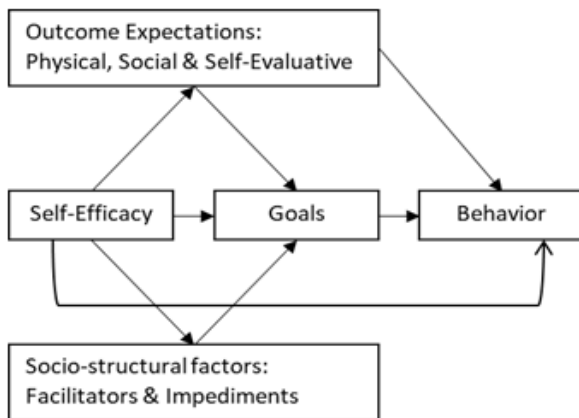 Outcome Expectations:
Physical, Social & Self-Evaluative
Self-Efficacy
Goals
Behavior
Socio-structural factors:
Facilitators & Impediments